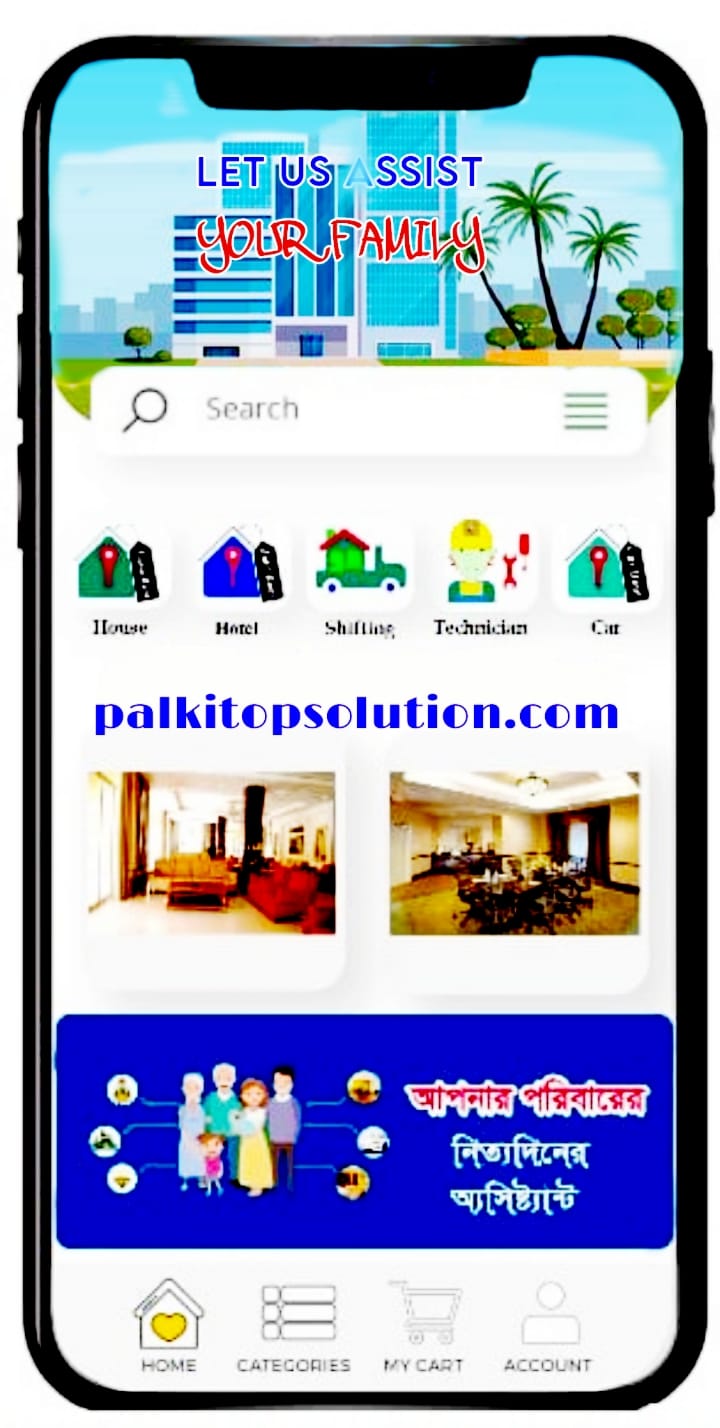 LET US ASSIST
YOUR FAMILY
Search
House
Hotel
Shifting
Technician
Car
palkitopsolution.com
আপনার পরিবারের
নিত্যদিনের
অ্যাসিষ্ট্যান্ট
HOME
CATEGORIES
MY CART
ACCOUNT